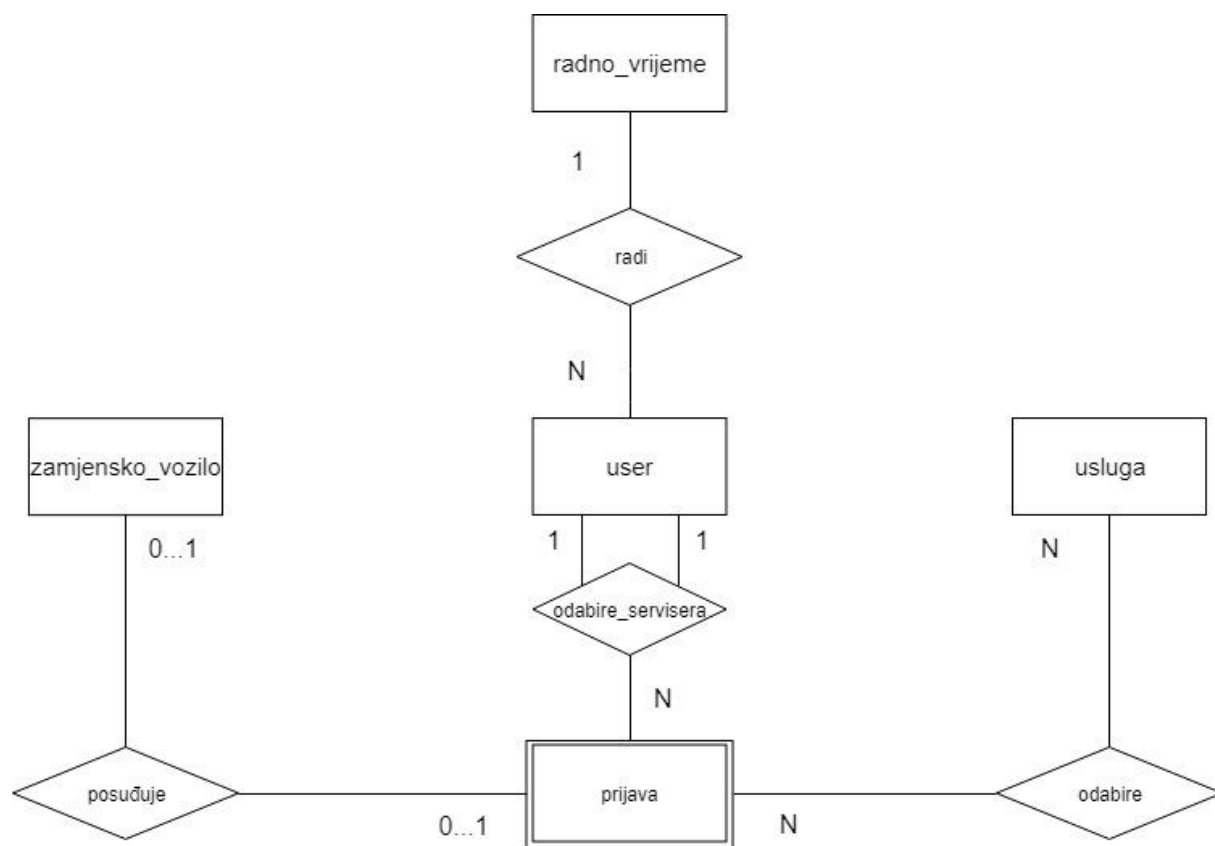 radno_vrijeme
1
radi
N
zamjensko_vozilo
user
usluga
0...1
1
1
N
odabire_servisera
N
posuđuje
prijava
odabire
0...1
N